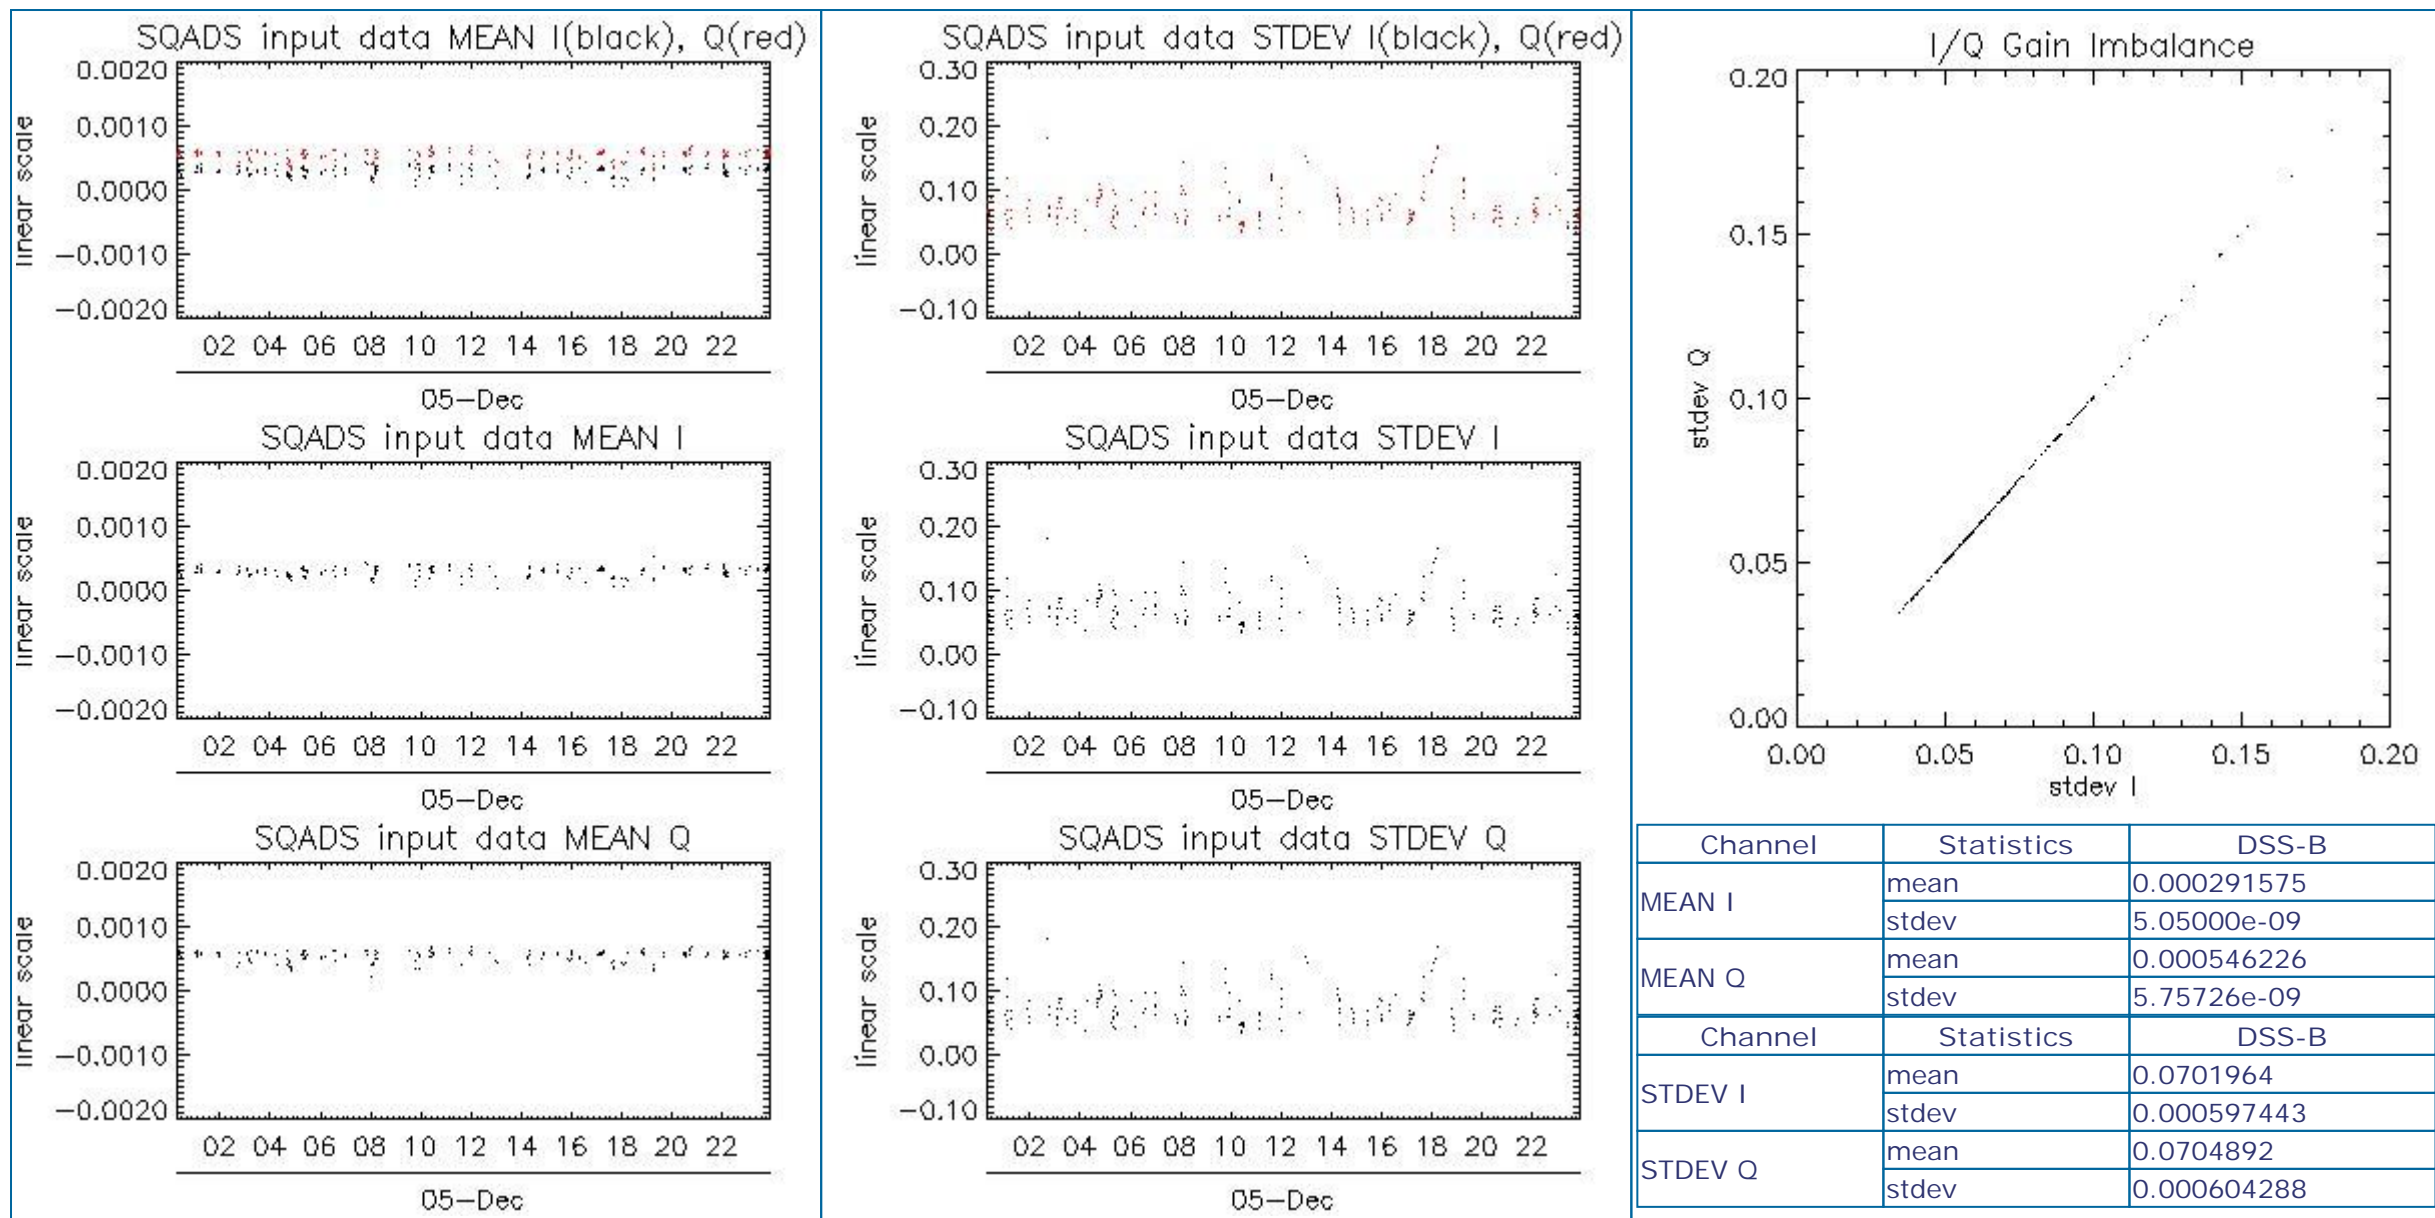 SQADS input data MEAN I(black), Q(red)
0.0020
0.0010
0.0000
−0.0010
−0.0020
linear scale
02 04 06 08 10 12 14 16 18 20 22
05−Dec
SQADS input data MEAN I
0.0020
0.0010
0.0000
−0.0010
−0.0020
linear scale
02 04 06 08 10 12 14 16 18 20 22
05−Dec
SQADS input data MEAN Q
0.0020
0.0010
0.0000
−0.0010
−0.0020
linear scale
02 04 06 08 10 12 14 16 18 20 22
05−Dec
SQADS input data STDEV I(black), Q(red)
0.30
0.20
0.10
0.00
−0.10
linear scale
02 04 06 08 10 12 14 16 18 20 22
05−Dec
SQADS input data STDEV I
0.30
0.20
0.10
0.00
−0.10
linear scale
02 04 06 08 10 12 14 16 18 20 22
05−Dec
SQADS input data STDEV Q
0.30
0.20
0.10
0.00
−0.10
linear scale
02 04 06 08 10 12 14 16 18 20 22
05−Dec
I/Q Gain Imbalance
0.20
0.15
0.10
0.05
0.00
stdev Q
0.00 0.05 0.10 0.15 0.20
stdev I
Channel Statistics DSS-B
MEAN I mean 0.000291575
stdev 5.05000e-09
MEAN Q mean 0.000546226
stdev 5.75726e-09
Channel Statistics DSS-B
STDEV I mean 0.0701964
stdev 0.000597443
STDEV Q mean 0.0704892
stdev 0.000604288